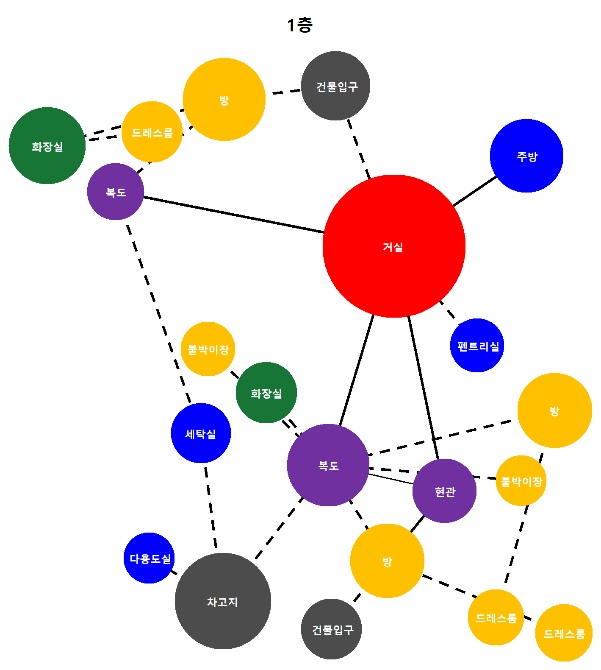 1층
건물입구
방
드레스룸
화장실
주방
복도
거실
붙박이장
펜트리실
화장실
방
세탁실
복도
붙박이장
현관
다용도실
방
차고지
드레스룸
건물입구
드레스룸